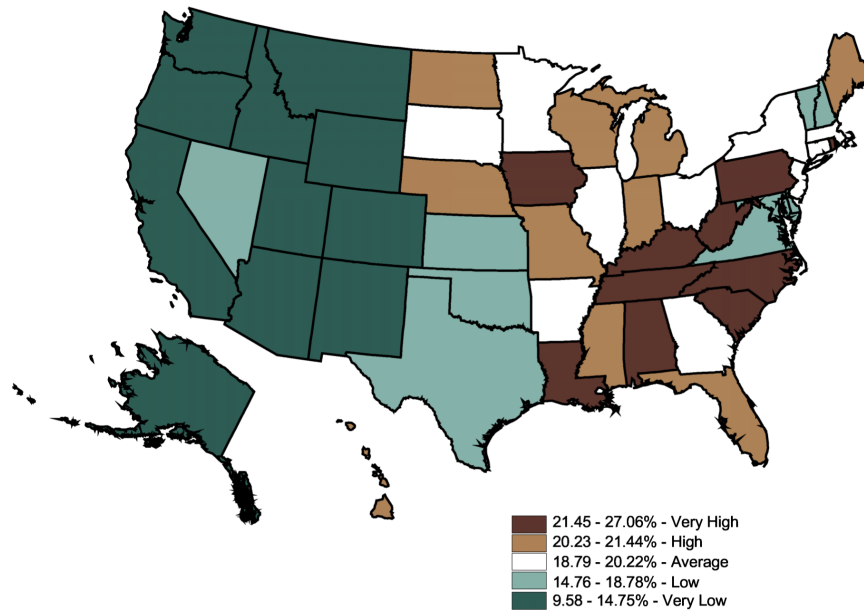 21.45 - 27.06% - Very High
20.23 - 21.44% - High
18.79 - 20.22% - Average
14.76 - 18.78% - Low
9.58 - 14.75% - Very Low